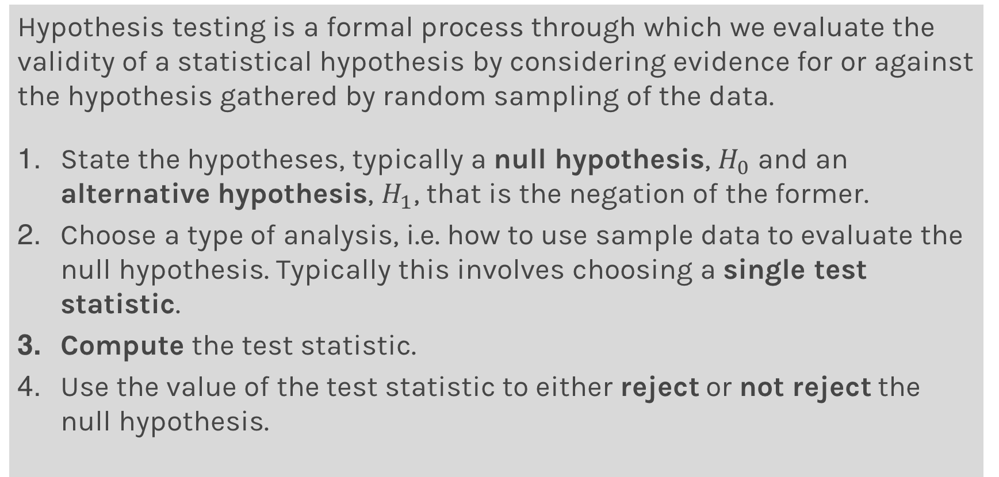 Hypothesis testing is a formal process through which we evaluate the
validity of a statistical hypothesis by considering evidence for or against
the hypothesis gathered by random sampling of the data.
1. State the hypotheses, typically a null hypothesis, H₀ and an
alternative hypothesis, H₁, that is the negation of the former.
2. Choose a type of analysis, i.e. how to use sample data to evaluate the
null hypothesis. Typically this involves choosing a single test
statistic.
3. Compute the test statistic.
4. Use the value of the test statistic to either reject or not reject the
null hypothesis.